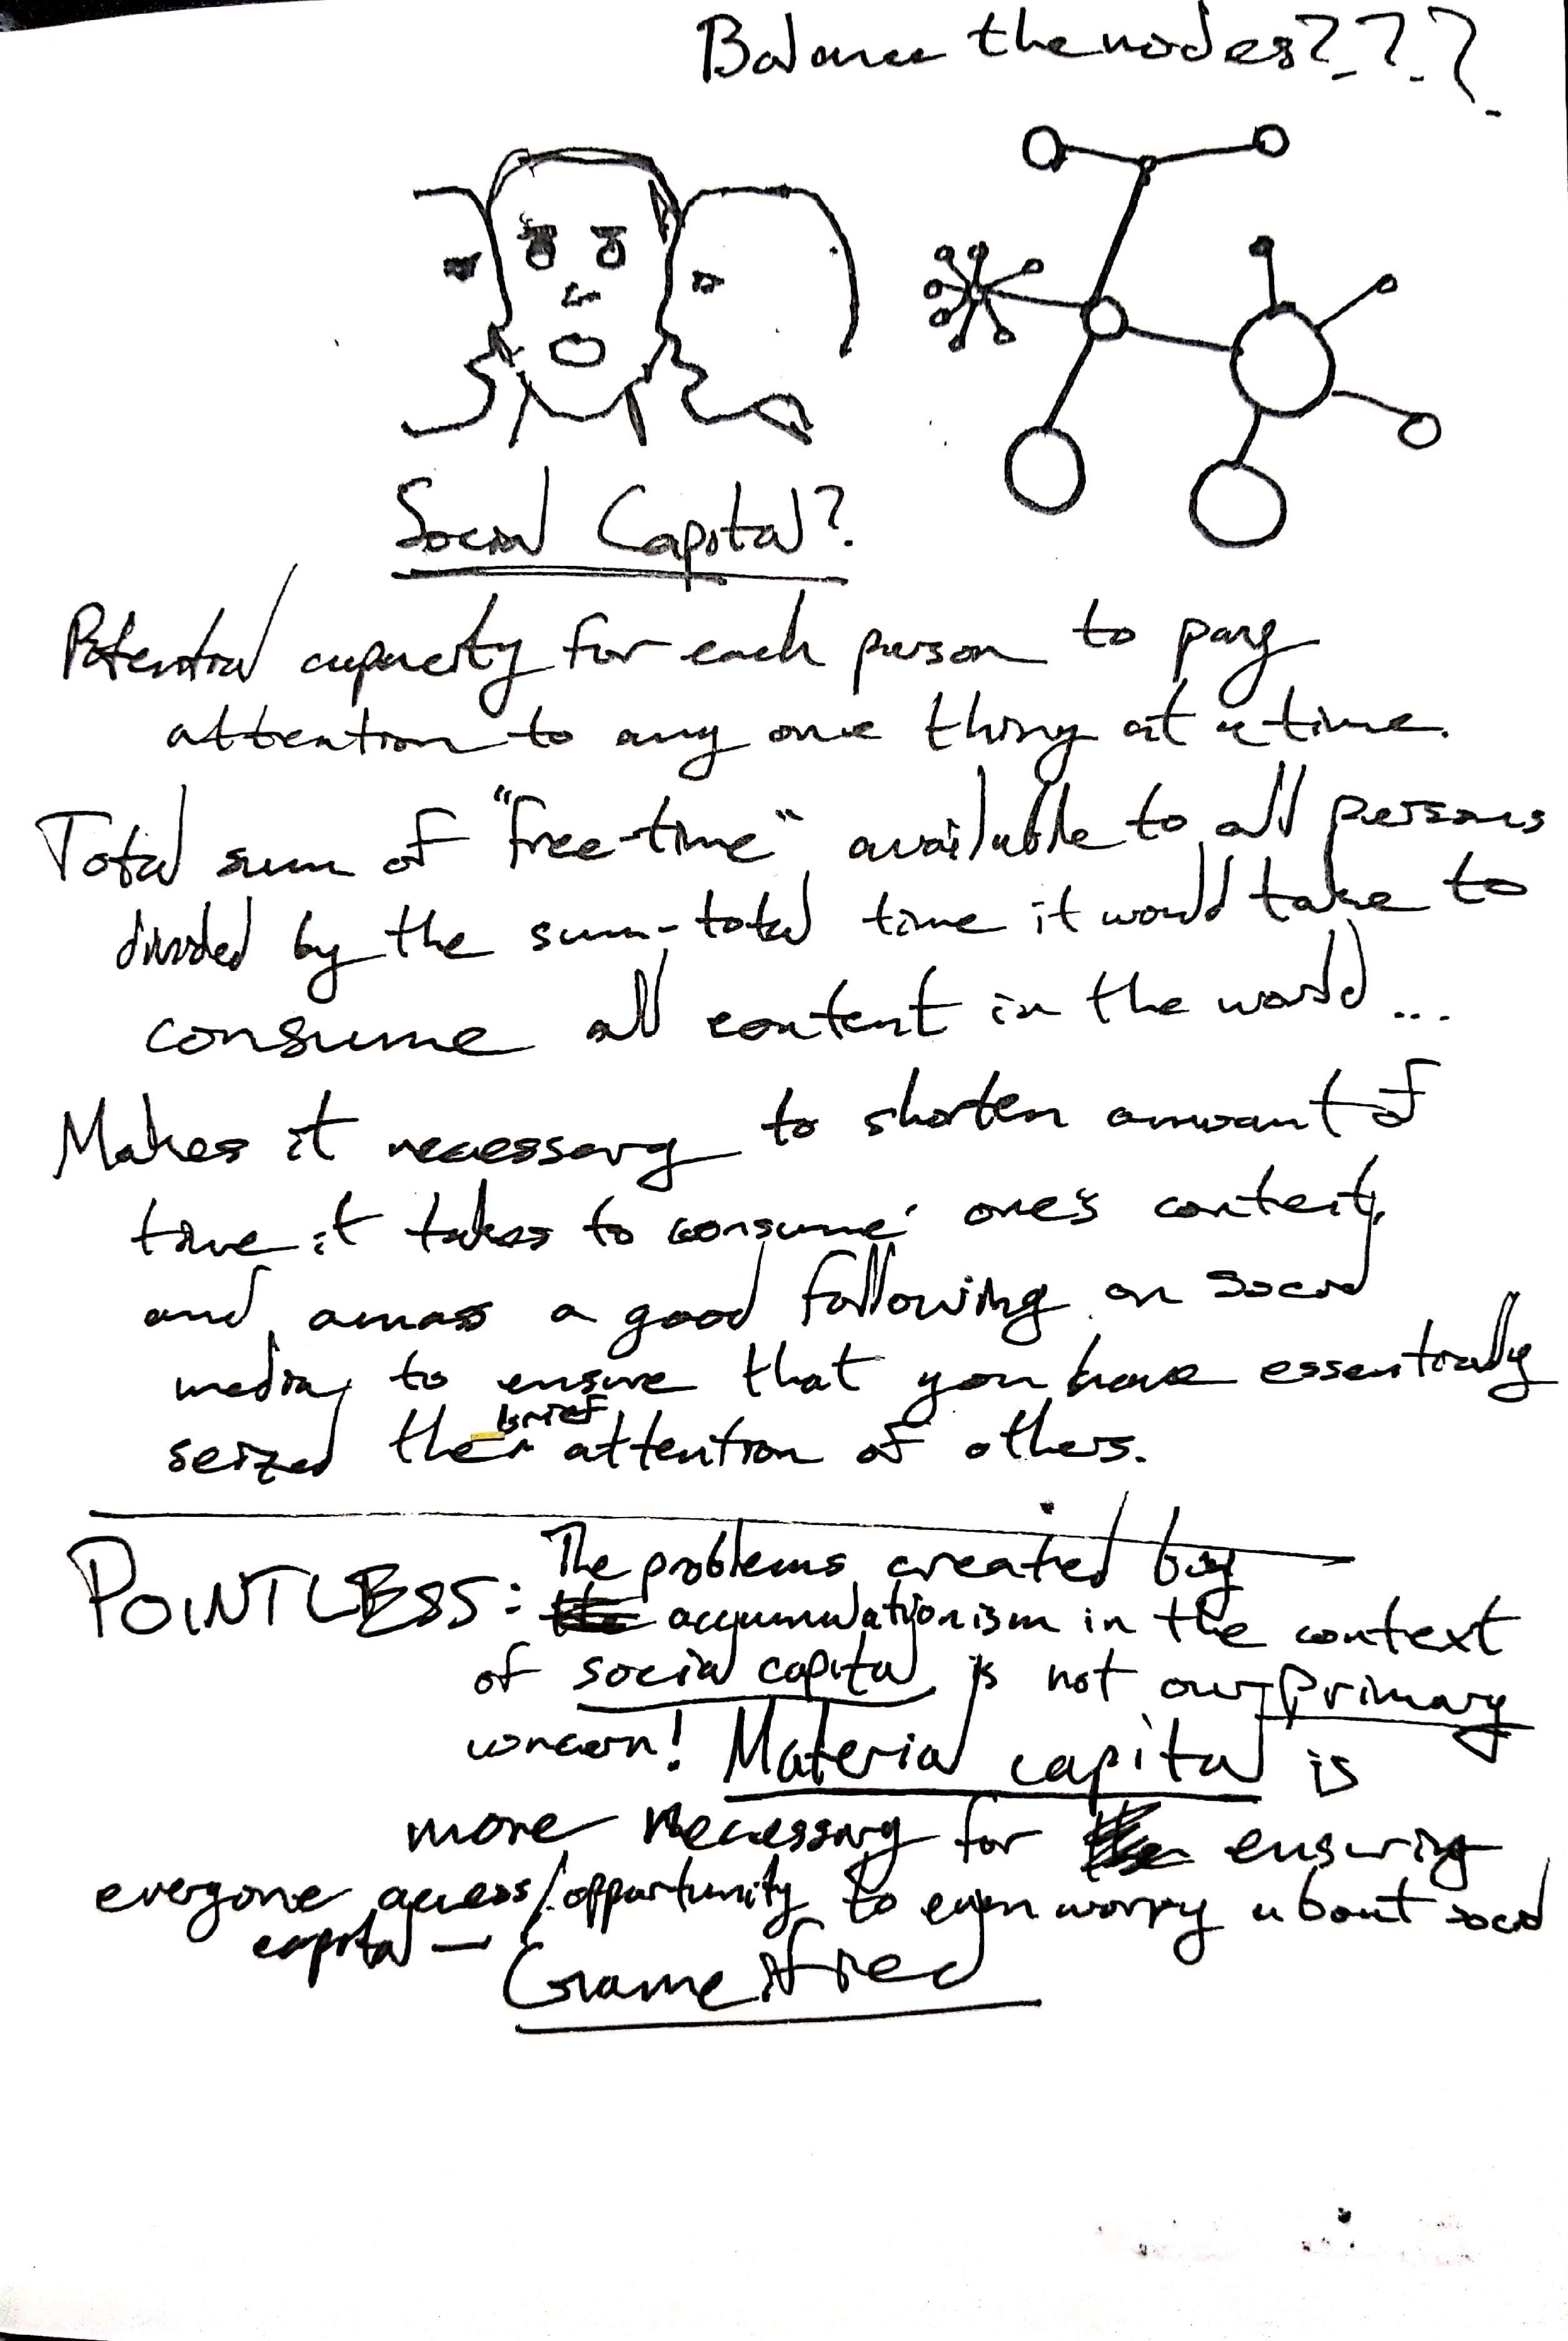 Balance the nodes???
Social Capital?
Potential capacity for each person to pay
attention to any one thing at a time.
Total sum of "free-time" available to all persons
divided by the sum-total time it would take to
consume all content in the world...
Makes it necessary to shorten amount of
time it takes to consume one's content,
and amass a good following on social
media, to ensure that you have essentially
seized the brief attention of others.
POINTLESS: The problems created by
accumulationism in the context
of social capital is not our primary
concern! Material capital is
more necessary for ensuring
everyone access/opportunity to even worry about social
capital —
Gameified